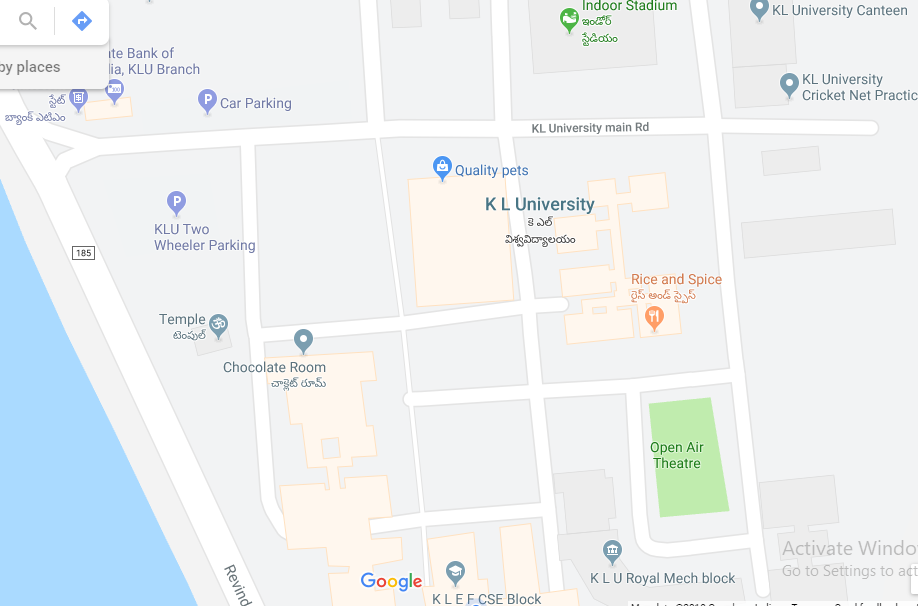 Indoor Stadium
ఇండోర్
స్టేడియం
KL University Canteen
ate Bank of
ia, KLU Branch
by places
KL University
Cricket Net Practic
స్టేట్
బ్యాంక్ ఎటిఎం
Car Parking
KL University main Rd
Quality pets
K L University
కె ఎల్
విశ్వవిద్యాలయం
KLU Two
Wheeler Parking
185
Rice and Spice
రైస్ అండ్ స్పైస్
Temple
టెంపుల్
Chocolate Room
చాక్లెట్ రూమ్
Open Air
Theatre
Activate Windo
Go to Settings to act
K L U Royal Mech block
Revind
Google
K L E F CSE Block